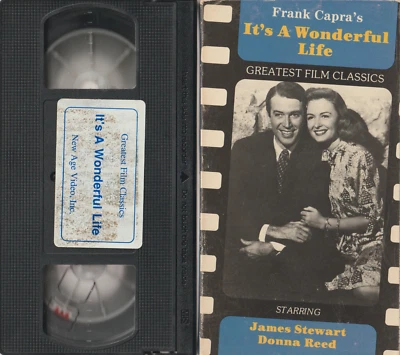 Greatest Film Classics
It's A Wonderful Life
New Age Video, Inc.
Frank Capra's
It's A Wonderful
Life
GREATEST FILM CLASSICS
STARRING
James Stewart
Donna Reed